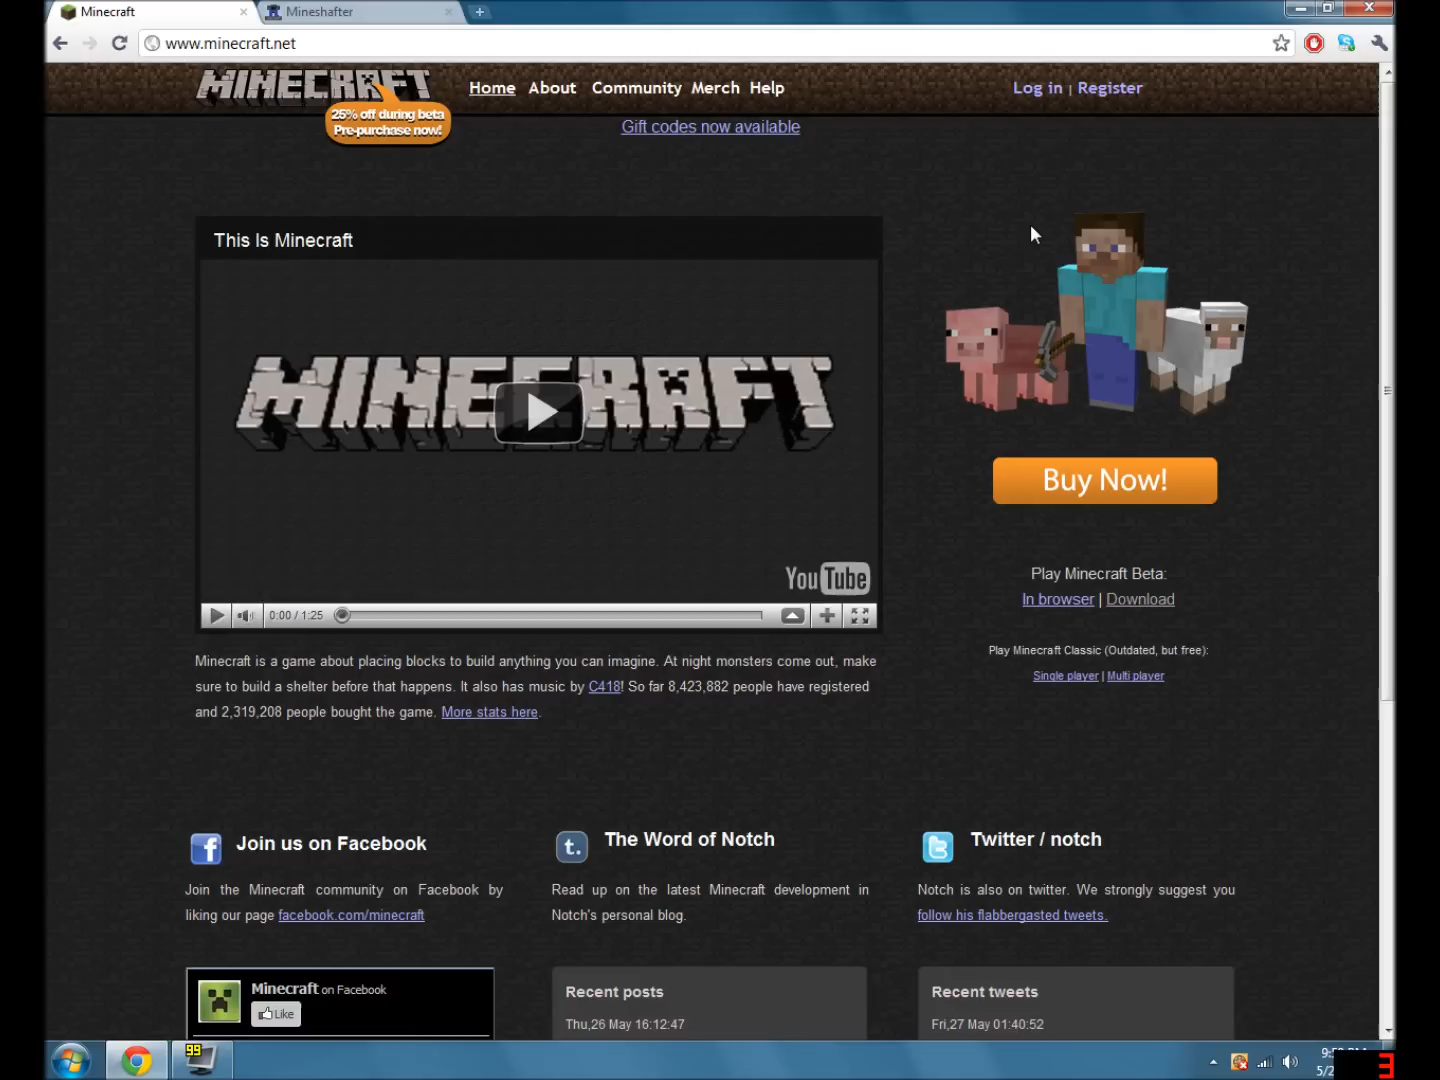 Minecraft
Mineshafter
www.minecraft.net
MINECRAFT
25% off during beta
Pre-purchase now!
Home About Community Merch Help
Log in | Register
Gift codes now available
This Is Minecraft
MINECRAFT
YouTube
0:00 / 1:25
Buy Now!
Play Minecraft Beta:
In browser | Download
Play Minecraft Classic (Outdated, but free):
Single player | Multi player
Minecraft is a game about placing blocks to build anything you can imagine. At night monsters come out, make
sure to build a shelter before that happens. It also has music by C418! So far 8,423,882 people have registered
and 2,319,208 people bought the game. More stats here.
Join us on Facebook
Join the Minecraft community on Facebook by
liking our page facebook.com/minecraft
The Word of Notch
Read up on the latest Minecraft development in
Notch's personal blog.
Twitter / notch
Notch is also on twitter. We strongly suggest you
follow his flabbergasted tweets.
Minecraft on Facebook
Like
Recent posts
Thu,26 May 16:12:47
Recent tweets
Fri,27 May 01:40:52
99
3